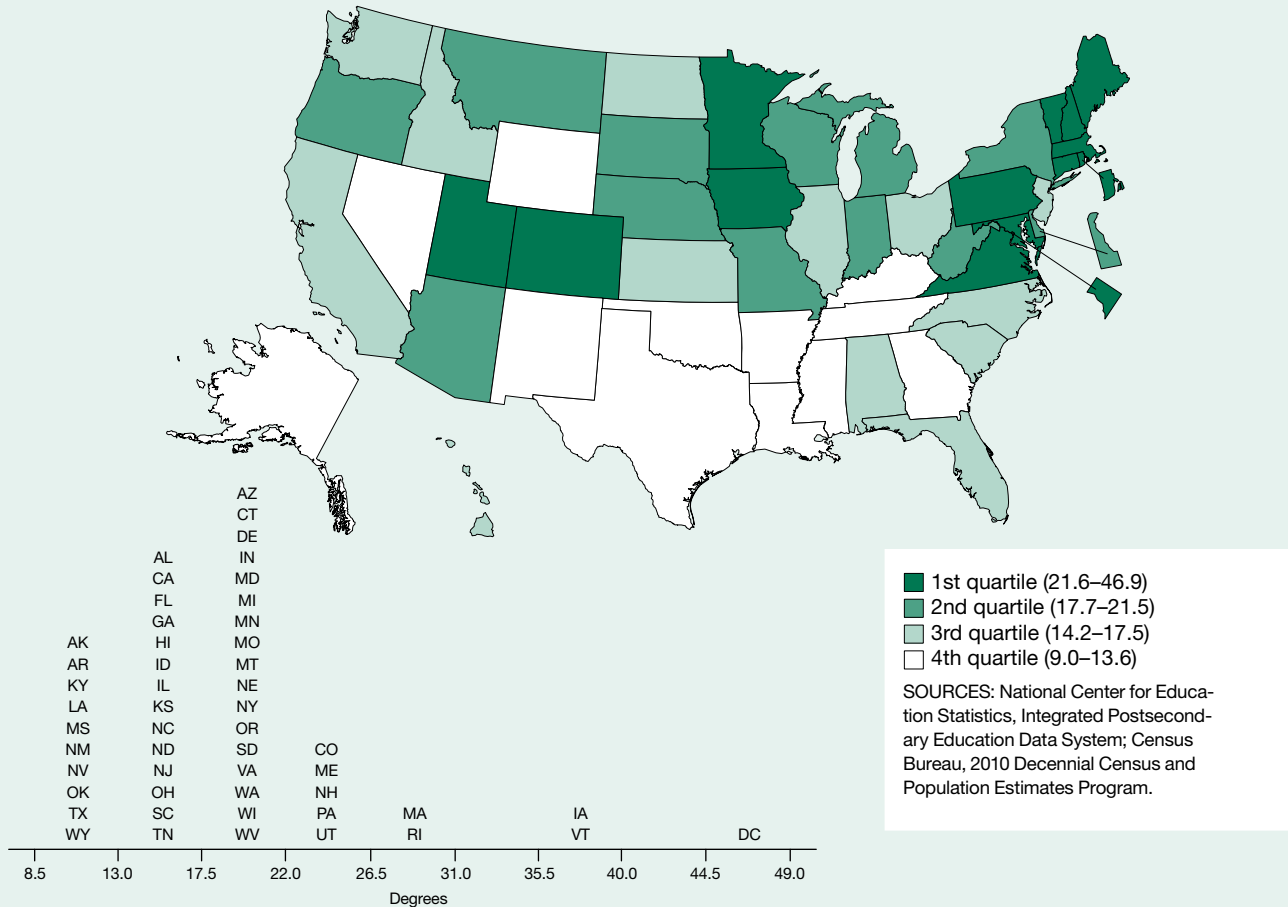 AZ
CT
DE
AL IN
CA MD
FL MI
GA MN
AK HI MO
AR ID MT
KY IL NE
LA KS NY
MS NC OR
NM ND SD CO
NV NJ VA ME
OK OH WA NH
TX SC WI PA MA IA
WY TN WV UT RI VT DC
8.5 13.0 17.5 22.0 26.5 31.0 35.5 40.0 44.5 49.0
Degrees
1st quartile (21.6–46.9)
2nd quartile (17.7–21.5)
3rd quartile (14.2–17.5)
4th quartile (9.0–13.6)
SOURCES: National Center for Educa-
tion Statistics, Integrated Postsecond-
ary Education Data System; Census
Bureau, 2010 Decennial Census and
Population Estimates Program.